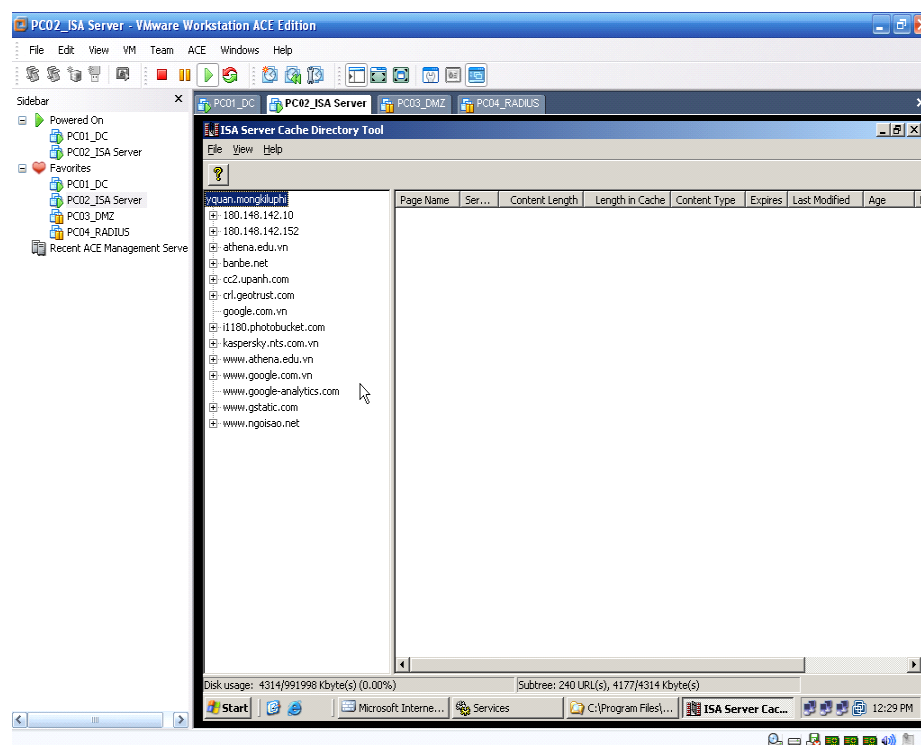 PC02_ISA Server - VMware Workstation ACE Edition
File Edit View VM Team ACE Windows Help
Sidebar X
Powered On
PC01_DC
PC02_ISA Server
Favorites
PC01_DC
PC02_ISA Server
PC03_DMZ
PC04_RADIUS
Recent ACE Management Serve
PC01_DC PC02_ISA Server PC03_DMZ PC04_RADIUS
ISA Server Cache Directory Tool
File View Help
yquan.mongkiluphi
180.148.142.10
180.148.142.152
athena.edu.vn
banbe.net
cc2.upanh.com
crl.geotrust.com
google.com.vn
i1180.photobucket.com
kaspersky.nts.com.vn
www.athena.edu.vn
www.google.com.vn
www.google-analytics.com
www.gstatic.com
www.ngoisao.net
Page Name Ser... Content Length Length in Cache Content Type Expires Last Modified Age
Disk usage: 4314/991998 Kbyte(s) (0.00%) Subtree: 240 URL(s), 4177/4314 Kbyte(s)
Start Microsoft Interne... Services C:\Program Files\... ISA Server Cac... 12:29 PM